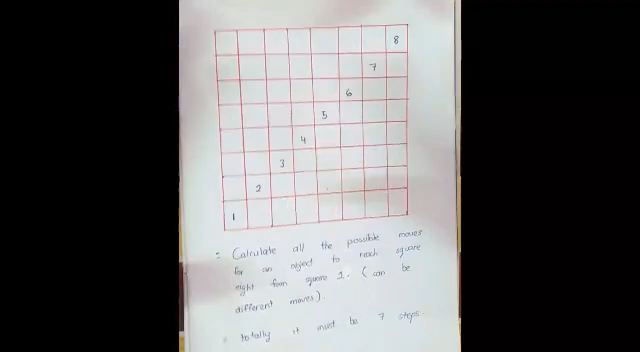 8
7
6
5
4
3
2
1
: Calculate all the possible moves
for an object to reach square
eight from square 1. ( can be
different moves).
: totally it must be 7 steps.